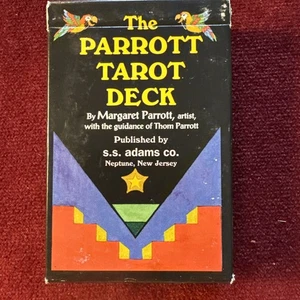 The
PARROTT
TAROT
DECK
By Margaret Parrott, artist,
with the guidance of Thom Parrott
Published by
s.s. adams co.
Neptune, New Jersey